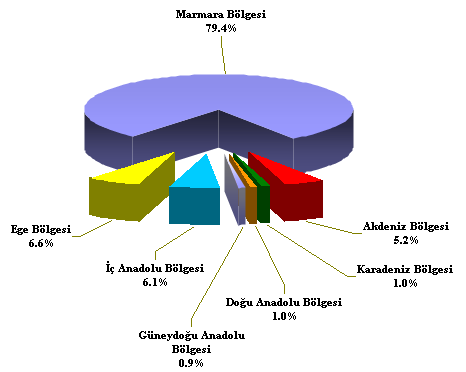 Marmara Bölgesi
79.4%
Ege Bölgesi
6.6%
İç Anadolu Bölgesi
6.1%
Güneydoğu Anadolu
Bölgesi
0.9%
Doğu Anadolu Bölgesi
1.0%
Karadeniz Bölgesi
1.0%
Akdeniz Bölgesi
5.2%